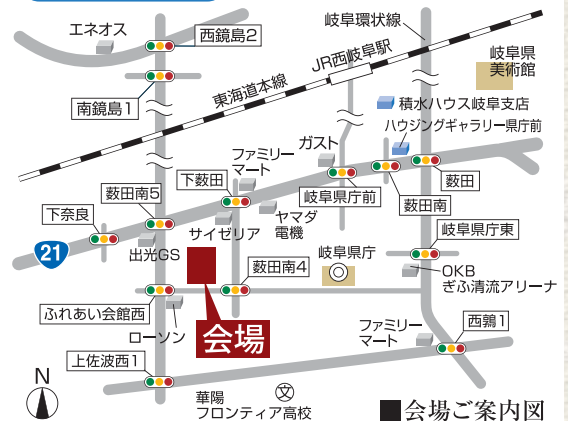 エネオス
西鏡島2
岐阜環状線
JR西岐阜駅
岐阜県
美術館
東海道本線
南鏡島1
積水ハウス岐阜支店
ハウジングギャラリー県庁前
ガスト
ファミリー
マート
下薮田
薮田
岐阜県庁前
薮田南
薮田南5
下奈良
サイゼリア
ヤマダ
電機
岐阜県庁東
21
出光GS
岐阜県庁
薮田南4
OKB
ぎふ清流アリーナ
ふれあい会館西
ローソン
会場
ファミリー
マート
西鶉1
上佐波西1
N
華陽
フロンティア高校
文
■会場ご案内図